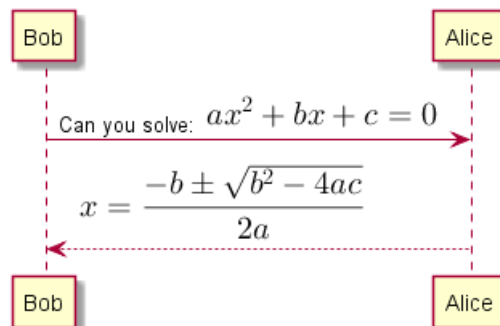 Bob Alice
Can you solve: ax² + bx + c = 0
x = (-b ± √(b² - 4ac)) / 2a
Bob Alice